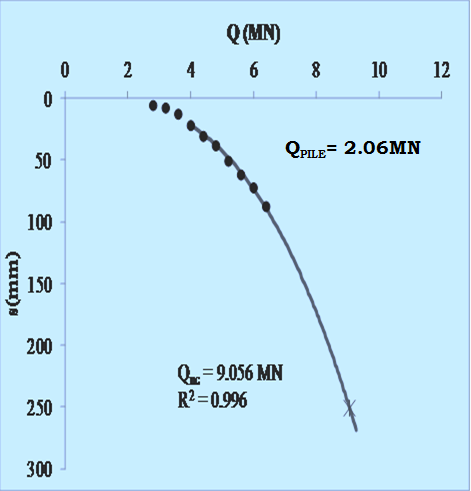 Q (MN)
0 2 4 6 8 10 12
0
50
100
150
200
250
300
s(mm)
QPILE= 2.06MN
Q = 9.056 MN
R² = 0.996